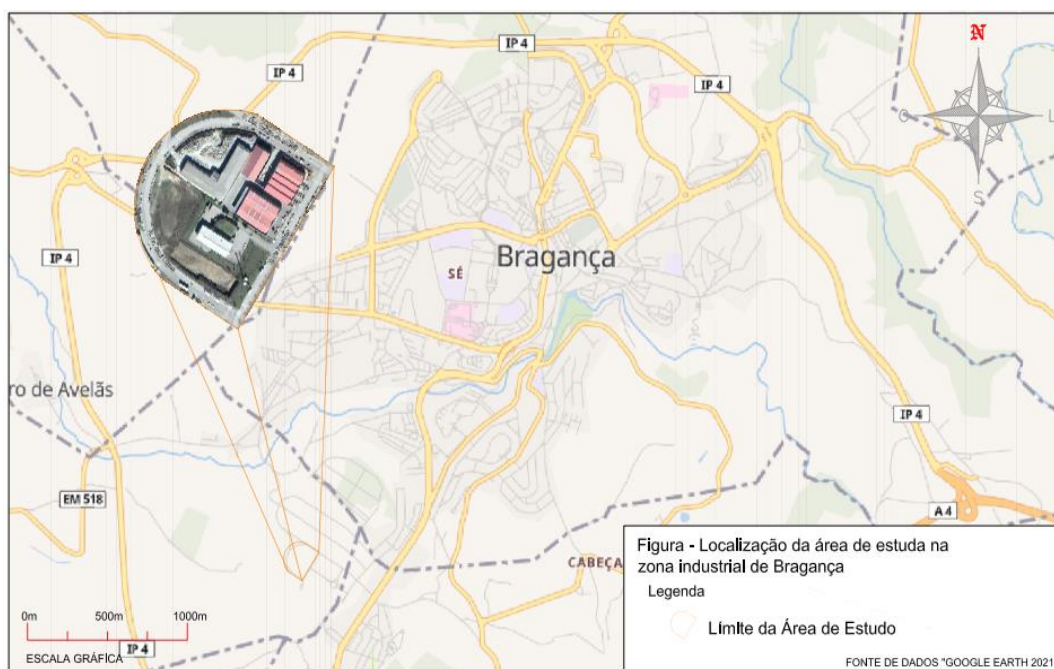 IP 4
IP 4
IP 4
N
O
L
S
IP 4
Bragança
SÉ
ro de Avelãs
IP 4
EM 518
A 4
CABEÇA
IP 4
0m 500m 1000m
ESCALA GRÁFICA
Figura - Localização da área de estuda na
zona industrial de Bragança
Legenda
Límite da Área de Estudo
FONTE DE DADOS "GOOGLE EARTH 2021